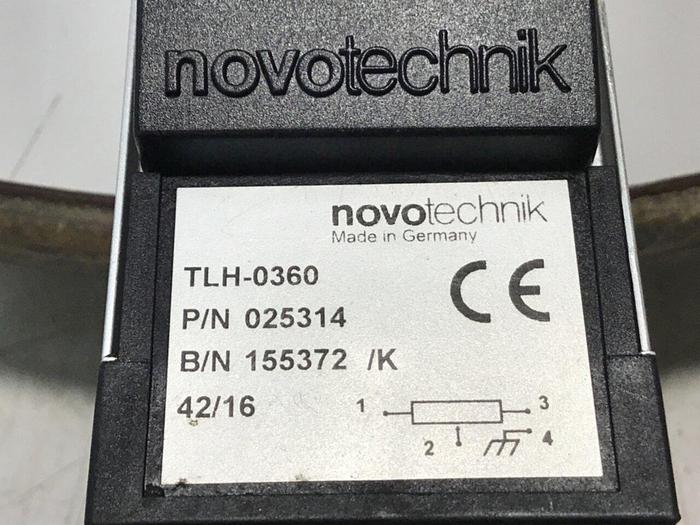 novotechnik
novotechnik
Made in Germany
CE
TLH-0360
P/N 025314
B/N 155372 /K
42/16
1 3
2 4